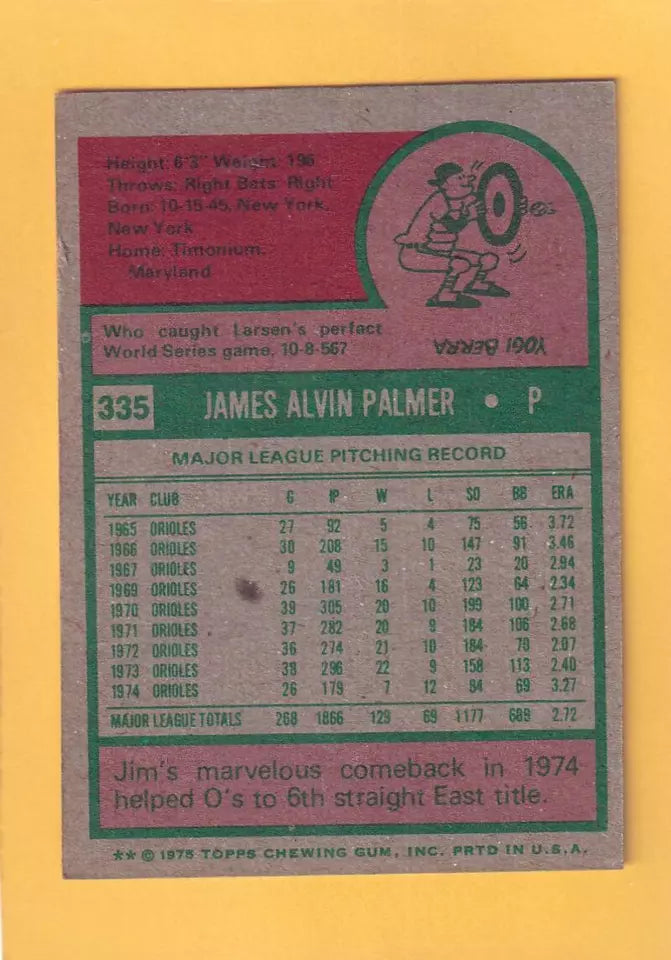 Height: 6'3" Weight: 196
Throws: Right Bats: Right
Born: 10-15-45, New York,
New York
Home: Timonium,
Maryland
Who caught Larsen's perfect
World Series game, 10-8-56?
YOGI BERRA
335 JAMES ALVIN PALMER • P
MAJOR LEAGUE PITCHING RECORD
YEAR CLUB G IP W L SO BB ERA
1965 ORIOLES 27 92 5 4 75 56 3.72
1966 ORIOLES 30 208 15 10 147 91 3.46
1967 ORIOLES 9 49 3 1 23 20 2.94
1969 ORIOLES 26 181 16 4 123 64 2.34
1970 ORIOLES 39 305 20 10 199 100 2.71
1971 ORIOLES 37 282 20 9 184 106 2.68
1972 ORIOLES 36 274 21 10 184 70 2.07
1973 ORIOLES 38 296 22 9 158 113 2.40
1974 ORIOLES 26 179 7 12 84 69 3.27
MAJOR LEAGUE TOTALS 268 1866 129 69 1177 689 2.72
Jim's marvelous comeback in 1974
helped O's to 6th straight East title.
** © 1975 TOPPS CHEWING GUM, INC. PRTD IN U.S.A.